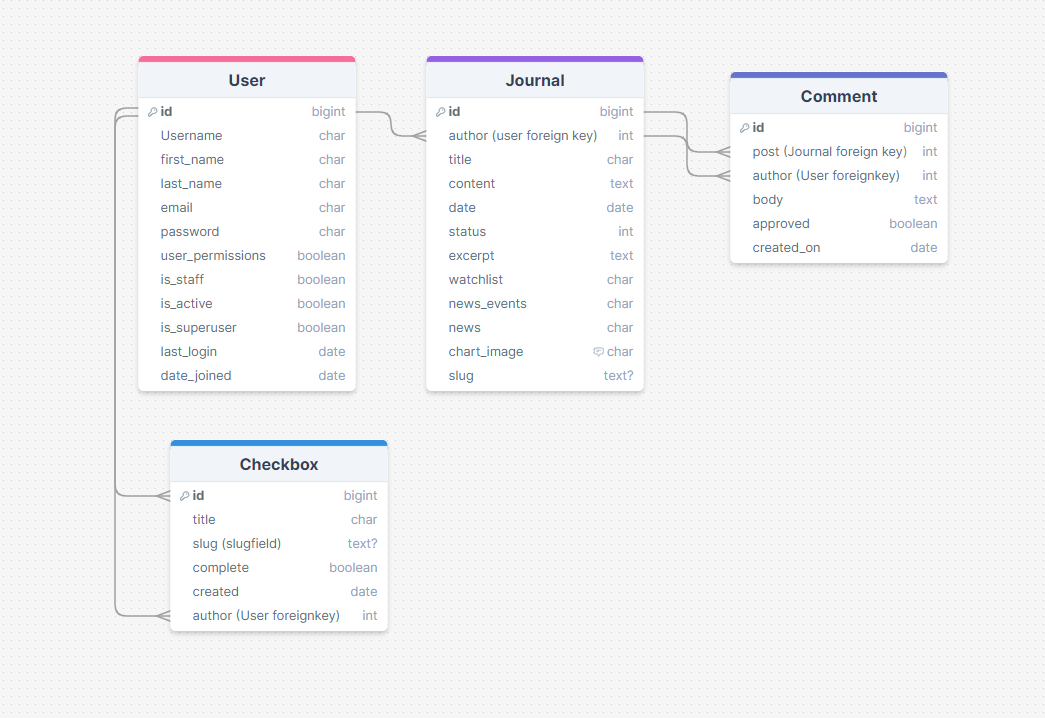 User
id bigint
Username char
first_name char
last_name char
email char
password char
user_permissions boolean
is_staff boolean
is_active boolean
is_superuser boolean
last_login date
date_joined date
Journal
id bigint
author (user foreign key) int
title char
content text
date date
status int
excerpt text
watchlist char
news_events char
news char
chart_image char
slug text?
Comment
id bigint
post (Journal foreign key) int
author (User foreignkey) int
body text
approved boolean
created_on date
Checkbox
id bigint
title char
slug (slugfield) text?
complete boolean
created date
author (User foreignkey) int